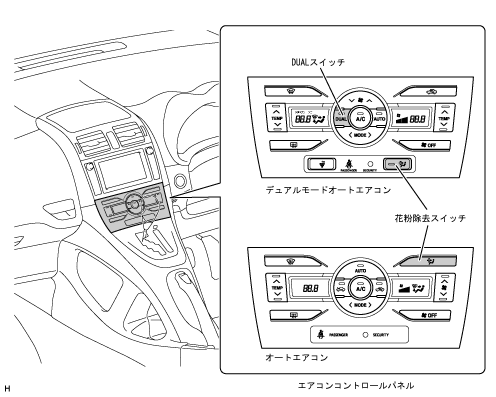 DUALスイッチ
TEMP
88.8
DUAL
A/C
AUTO
88.8
TEMP
MODE
OFF
PASSENGER
SECURITY
デュアルモードオートエアコン
花粉除去スイッチ
AUTO
TEMP
88.8
A/C
MODE
OFF
PASSENGER
SECURITY
オートエアコン
エアコンコントロールパネル
H